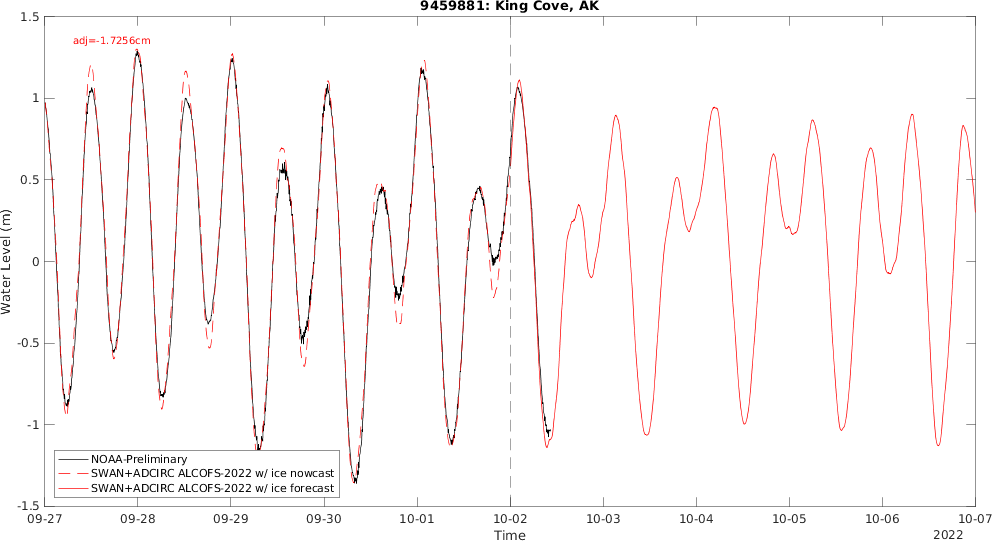 9459881: King Cove, AK
adj=-1.7256cm
Water Level (m)
1.5
1
0.5
0
-0.5
-1
-1.5
NOAA-Preliminary
SWAN+ADCIRC ALCOFS-2022 w/ ice nowcast
SWAN+ADCIRC ALCOFS-2022 w/ ice forecast
09-27 09-28 09-29 09-30 10-01 10-02 10-03 10-04 10-05 10-06 10-07
Time
2022